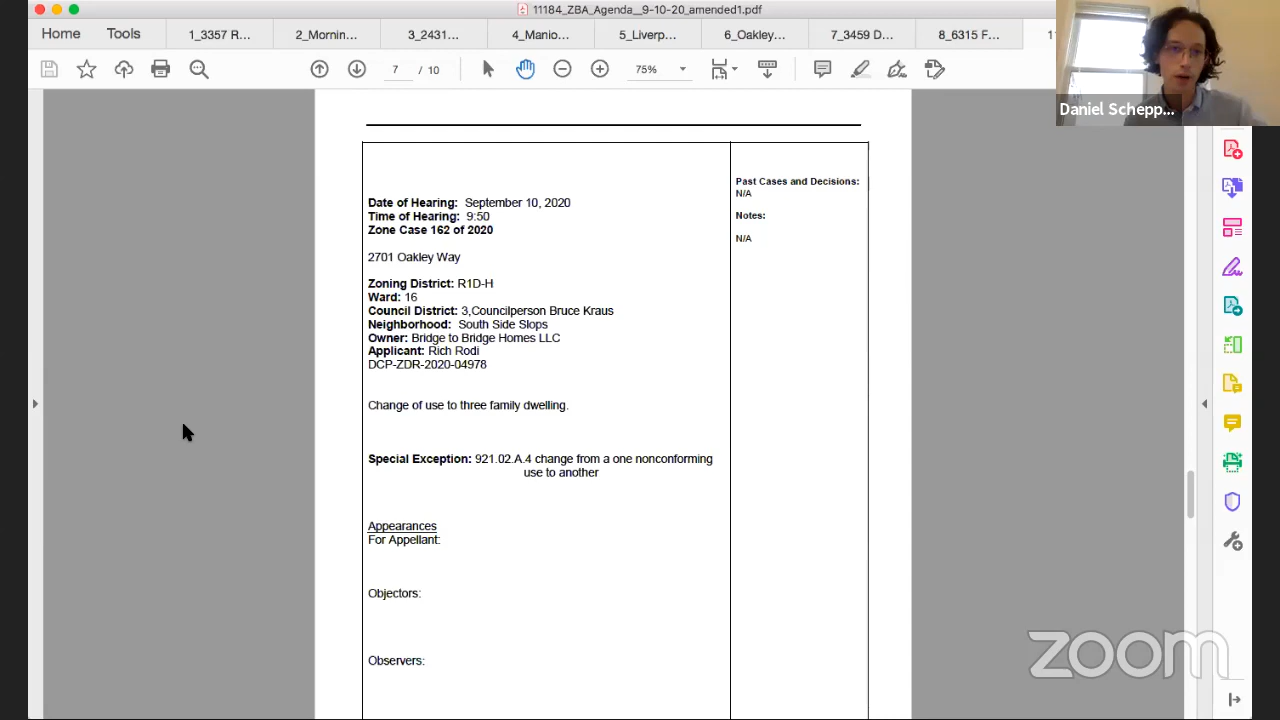 11184_ZBA_Agenda__9-10-20_amended1.pdf
Home Tools 1_3357 R... 2_Mornin... 3_2431... 4_Manio... 5_Liverp... 6_Oakley... 7_3459 D... 8_6315 F... 1
7 / 10 75%
Daniel Schepp...
Past Cases and Decisions:
N/A
Notes:
N/A
Date of Hearing: September 10, 2020
Time of Hearing: 9:50
Zone Case 162 of 2020
2701 Oakley Way
Zoning District: R1D-H
Ward: 16
Council District: 3,Councilperson Bruce Kraus
Neighborhood: South Side Slops
Owner: Bridge to Bridge Homes LLC
Applicant: Rich Rodi
DCP-ZDR-2020-04978
Change of use to three family dwelling.
Special Exception: 921.02.A.4 change from a one nonconforming
use to another
Appearances
For Appellant:
Objectors:
Observers:
zoom